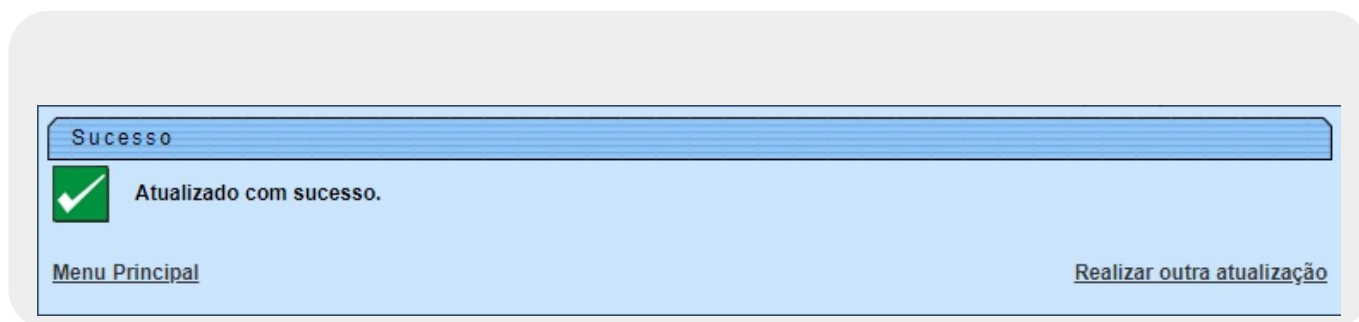 Sucesso
Atualizado com sucesso.
Menu Principal
Realizar outra atualização